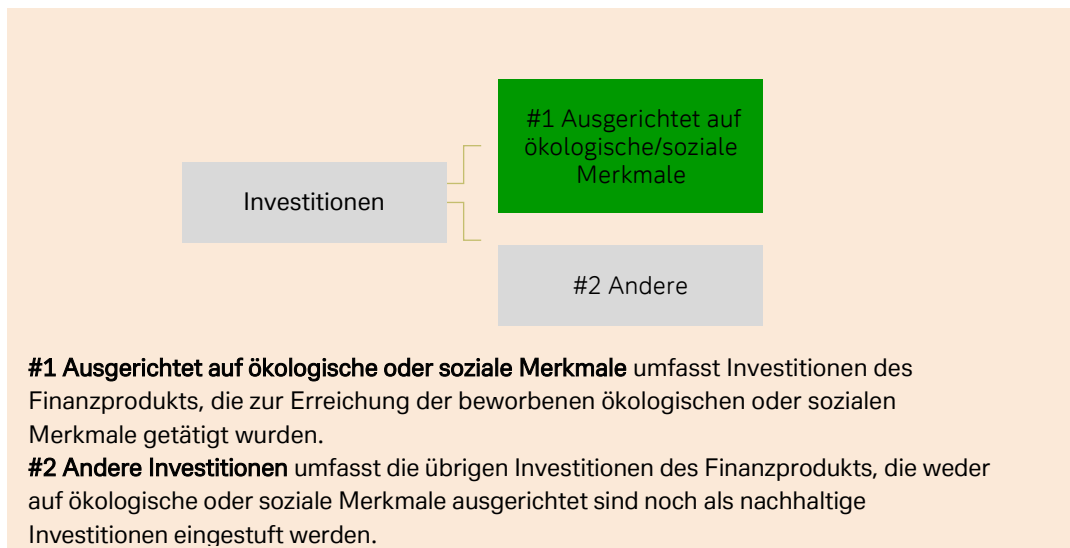 #1 Ausgerichtet auf
ökologische/soziale
Merkmale
Investitionen
#2 Andere
#1 Ausgerichtet auf ökologische oder soziale Merkmale umfasst Investitionen des
Finanzprodukts, die zur Erreichung der beworbenen ökologischen oder sozialen
Merkmale getätigt wurden.
#2 Andere Investitionen umfasst die übrigen Investitionen des Finanzprodukts, die weder
auf ökologische oder soziale Merkmale ausgerichtet sind noch als nachhaltige
Investitionen eingestuft werden.